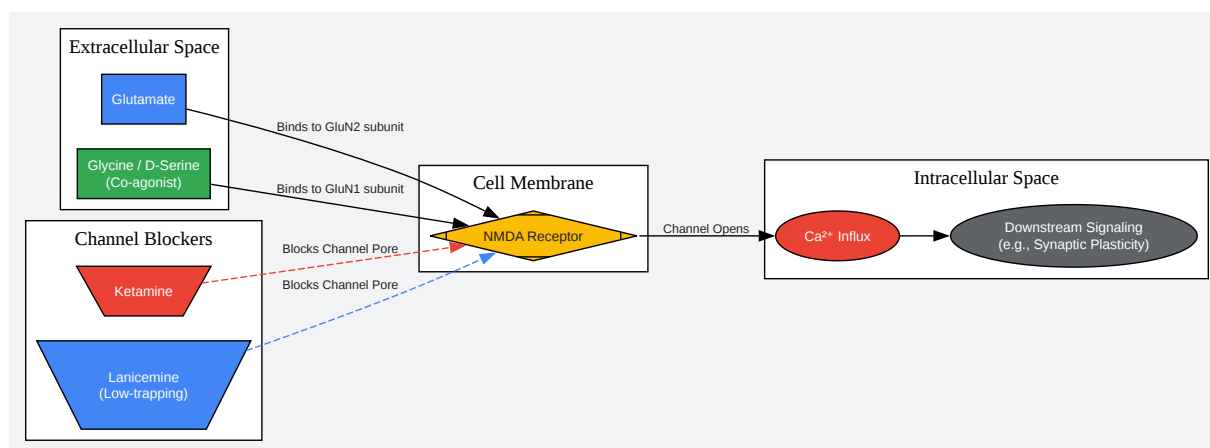 Extracellular Space
Glutamate
Glycine / D-Serine
(Co-agonist)
Binds to GluN2 subunit
Binds to GluN1 subunit
Channel Blockers
Ketamine
Lanicemine
(Low-trapping)
Blocks Channel Pore
Blocks Channel Pore
Cell Membrane
NMDA Receptor
Channel Opens
Intracellular Space
Ca²⁺ Influx
Downstream Signaling
(e.g., Synaptic Plasticity)